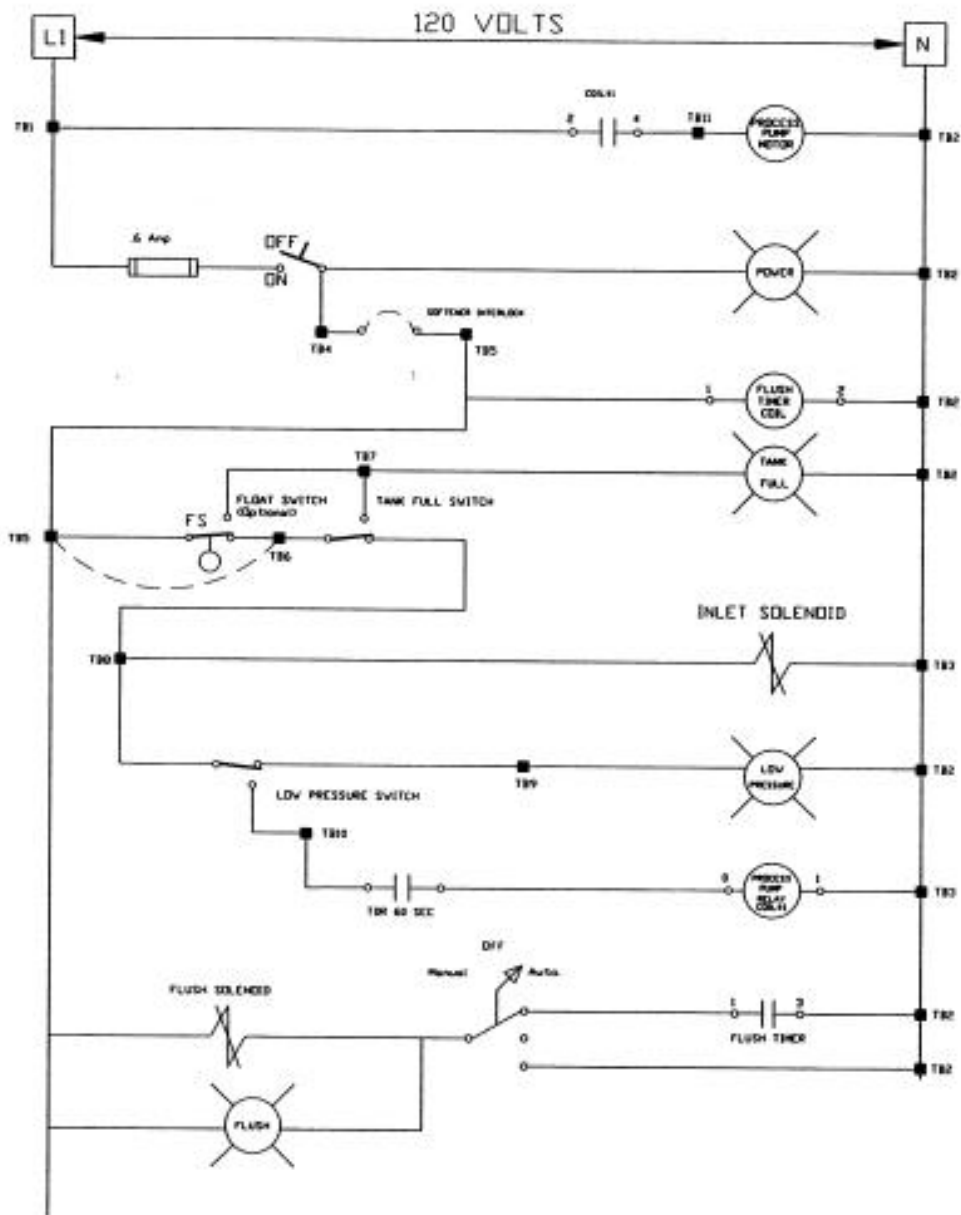 120 VOLTS
L1
N
TB1
COIL#1
2
4
TB11
PROCESS
PUMP
MOTOR
TB2
.6 Amp
OFF
ON
POWER
TB2
TB4
SOFTENER INTERLOCK
TB5
1
FLUSH
TIMER
COIL
2
TB2
TB7
TANK
FULL
TB2
FLOAT SWITCH
(Optional)
TANK FULL SWITCH
TB5
FS
TB6
INLET SOLENOID
TB8
TB3
LOW PRESSURE SWITCH
TB9
LOW
PRESSURE
TB2
TB10
TDR 60 SEC
0
PROCESS
PUMP
RELAY
COIL#1
1
TB3
OFF
Manual
Auto.
FLUSH SOLENOID
1
3
FLUSH TIMER
TB2
TB2
FLUSH